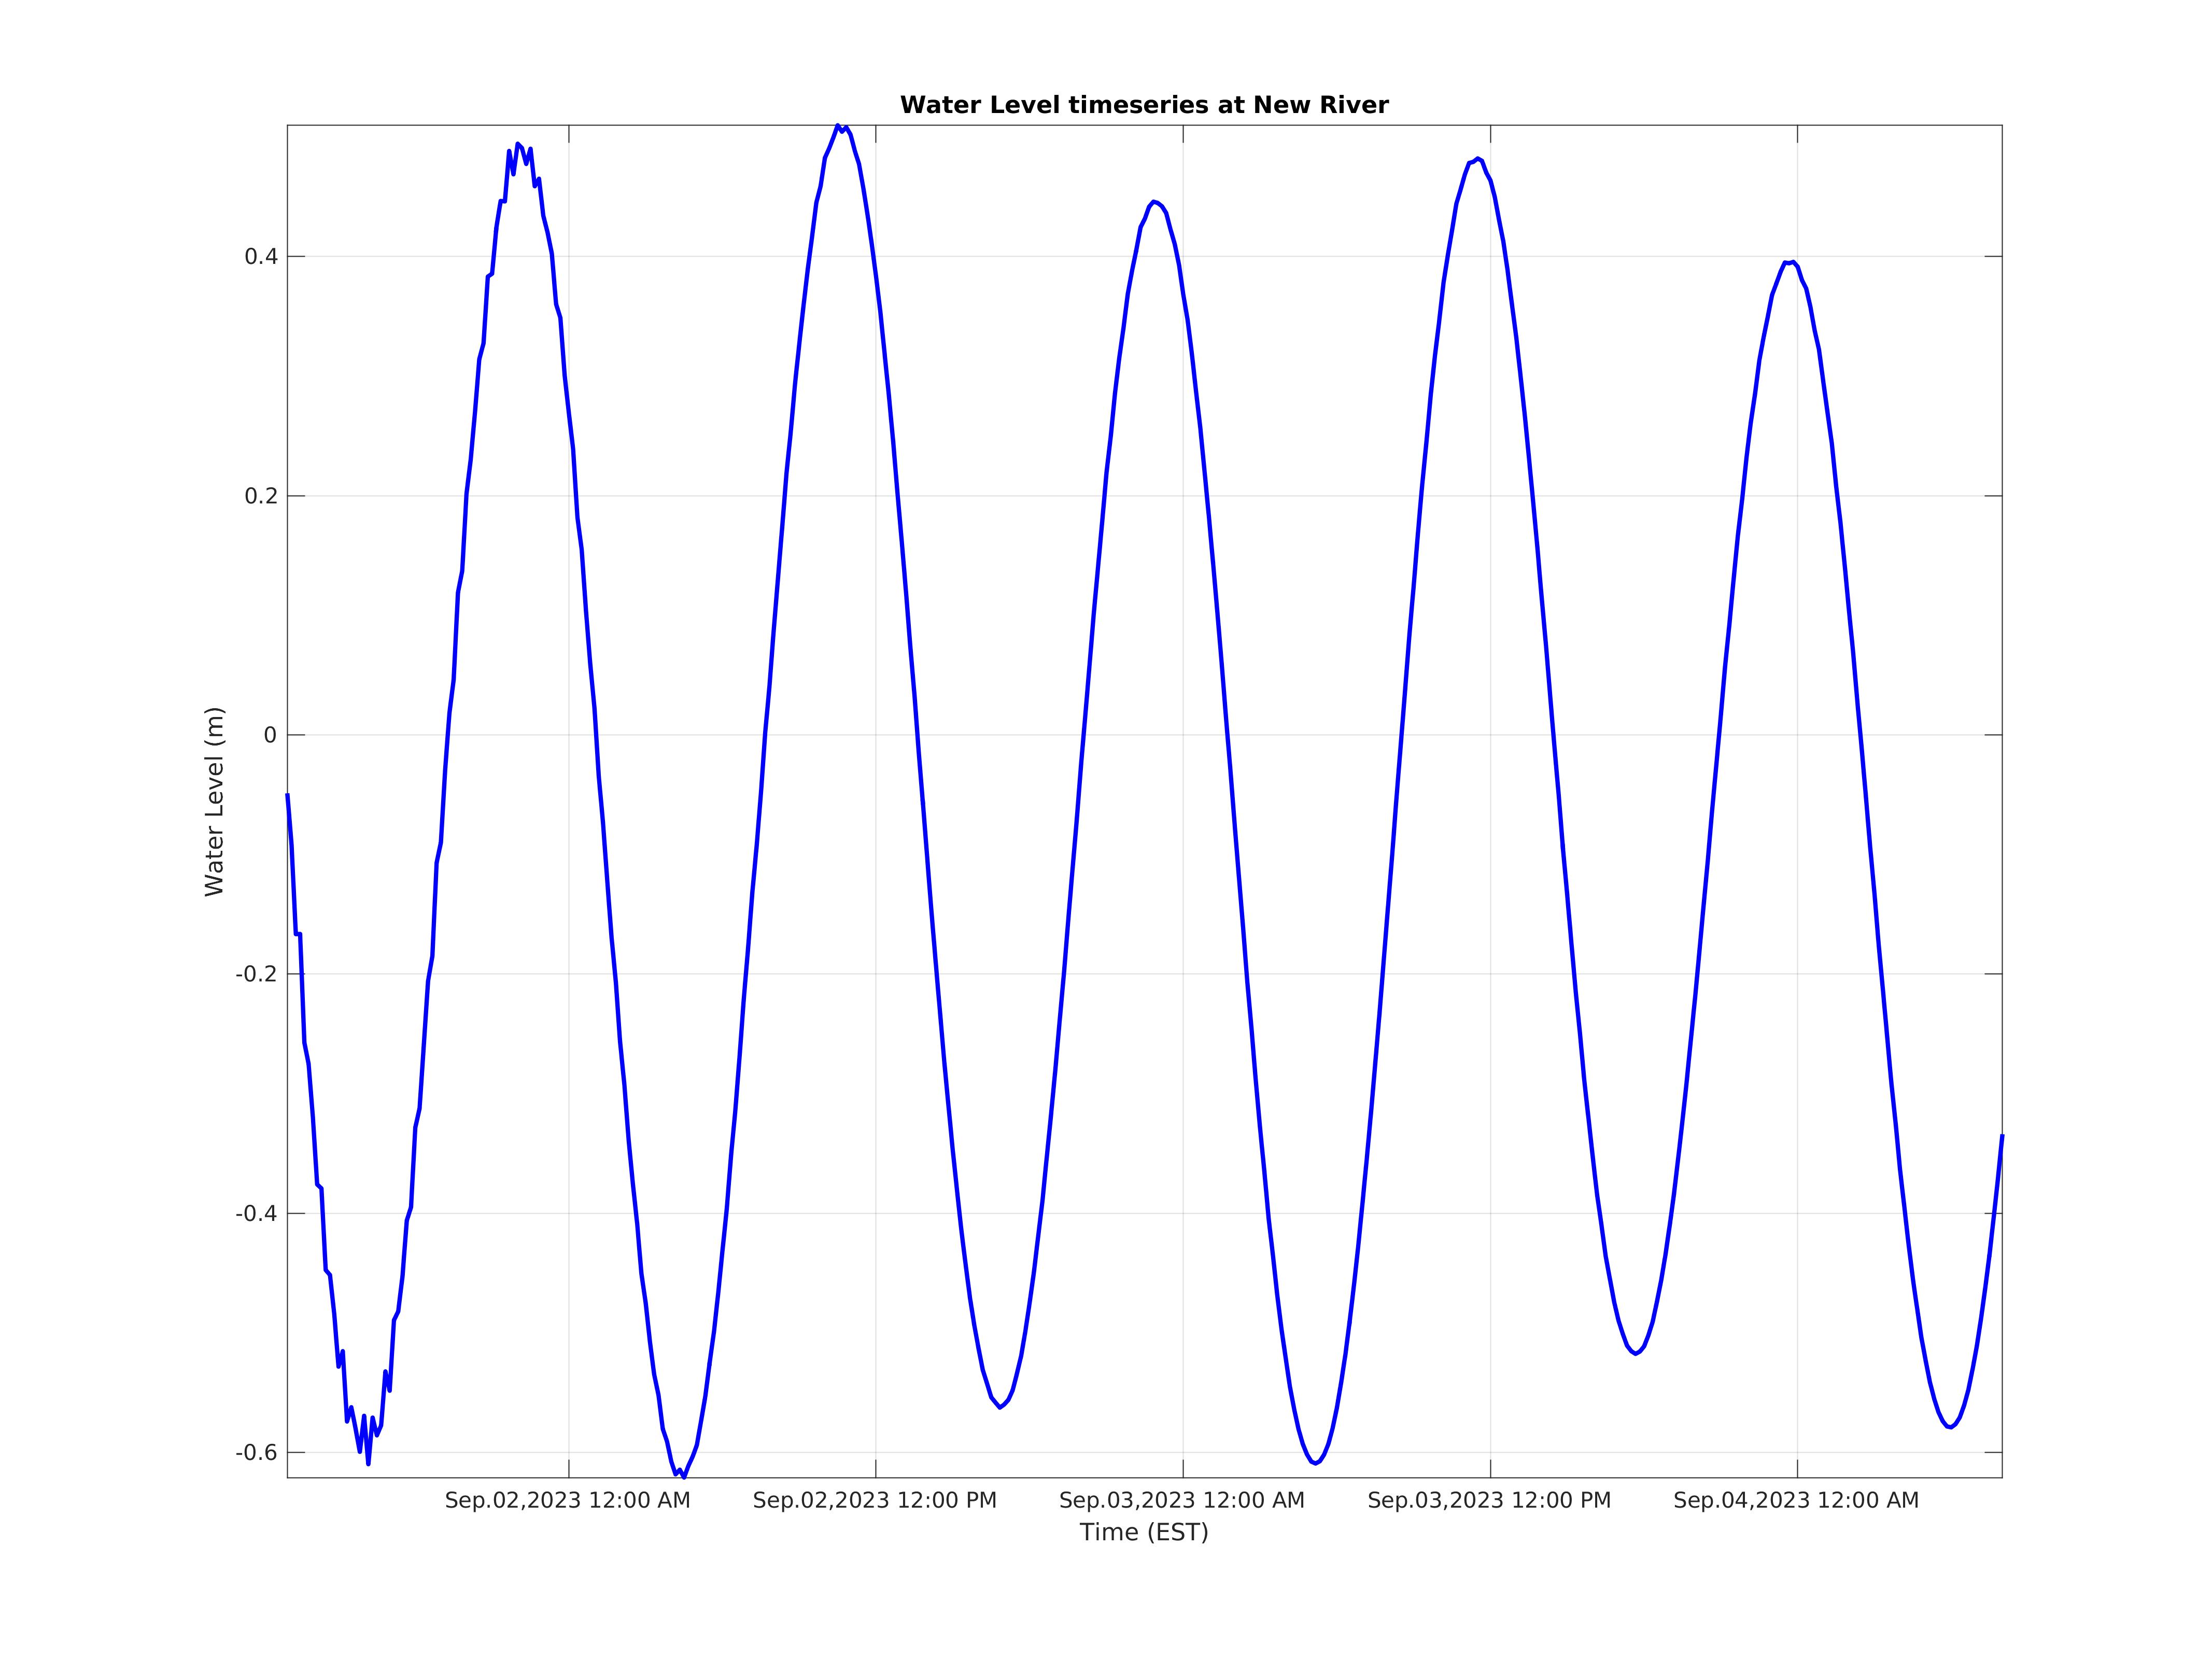 Water Level timeseries at New River
0.4
0.2
0
-0.2
-0.4
-0.6
Water Level (m)
Sep.02,2023 12:00 AM
Sep.02,2023 12:00 PM
Sep.03,2023 12:00 AM
Sep.03,2023 12:00 PM
Sep.04,2023 12:00 AM
Time (EST)